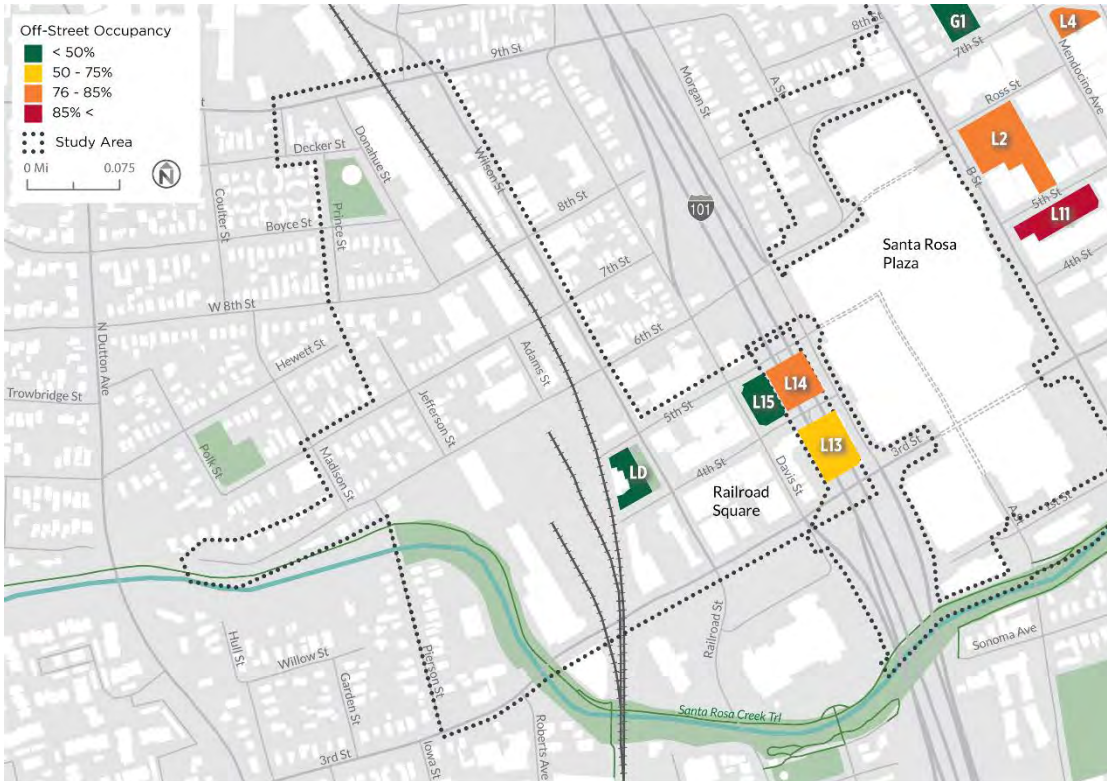 Off-Street Occupancy
< 50%
50 - 75%
76 - 85%
85% <
Study Area
0 Mi
0.075
N
9th St
8th St
G1
7th St
L4
Mendocino Ave
Morgan St
A St
Ross St
L2
B St
5th St
L11
4th St
Decker St
Donahue St
Wilson St
Coulter St
Prince St
Boyce St
8th St
101
Santa Rosa
Plaza
7th St
W 8th St
N Dutton Ave
Hewett St
6th St
Adams St
Trowbridge St
Jefferson St
5th St
L15
L14
L13
3rd St
Polk St
Madison St
LD
4th St
Davis St
Railroad
Square
A St
1st St
Hull St
Willow St
Garden St
Pierson St
Railroad St
Sonoma Ave
Santa Rosa Creek Trl
3rd St
Iowa St
Roberts Ave